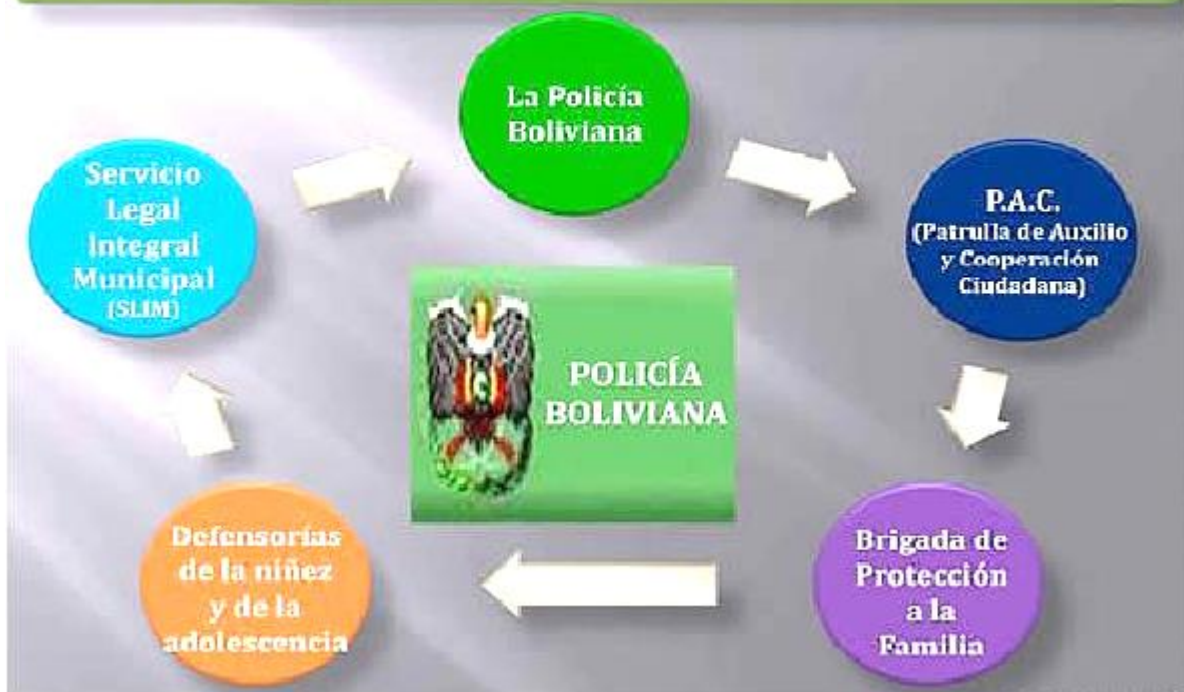 La Policía
Boliviana
P.A.C.
(Patrulla de Auxilio
y Cooperación
Ciudadana)
Brigada de
Protección
a la
Familia
Defensorías
de la niñez
y de la
adolescencia
Servicio
Legal
Integral
Municipal
(SLIM)
POLICÍA
BOLIVIANA